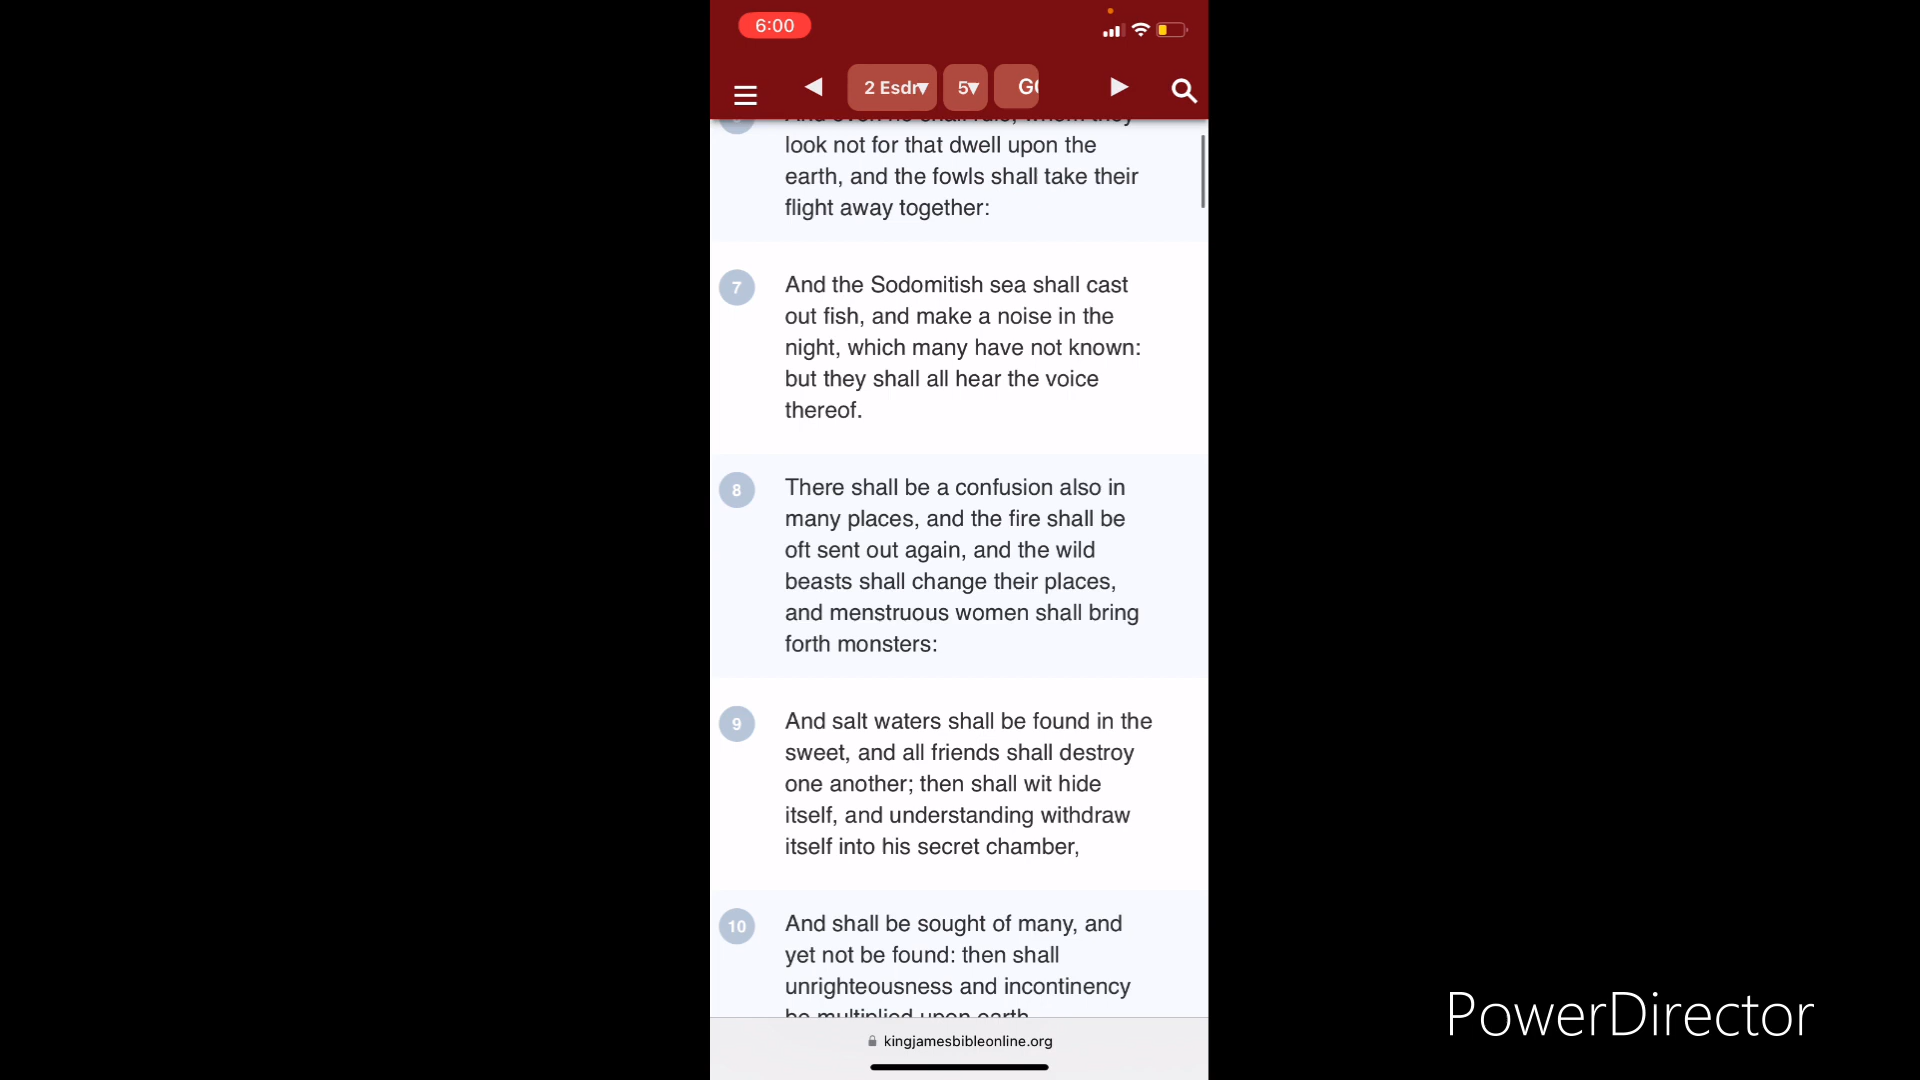 6:00
2 Esdr▾
5▾
look not for that dwell upon the
earth, and the fowls shall take their
flight away together:
7
And the Sodomitish sea shall cast
out fish, and make a noise in the
night, which many have not known:
but they shall all hear the voice
thereof.
8
There shall be a confusion also in
many places, and the fire shall be
oft sent out again, and the wild
beasts shall change their places,
and menstruous women shall bring
forth monsters:
9
And salt waters shall be found in the
sweet, and all friends shall destroy
one another; then shall wit hide
itself, and understanding withdraw
itself into his secret chamber,
10
And shall be sought of many, and
yet not be found: then shall
unrighteousness and incontinency
be multiplied upon earth
kingjamesbibleonline.org
PowerDirector